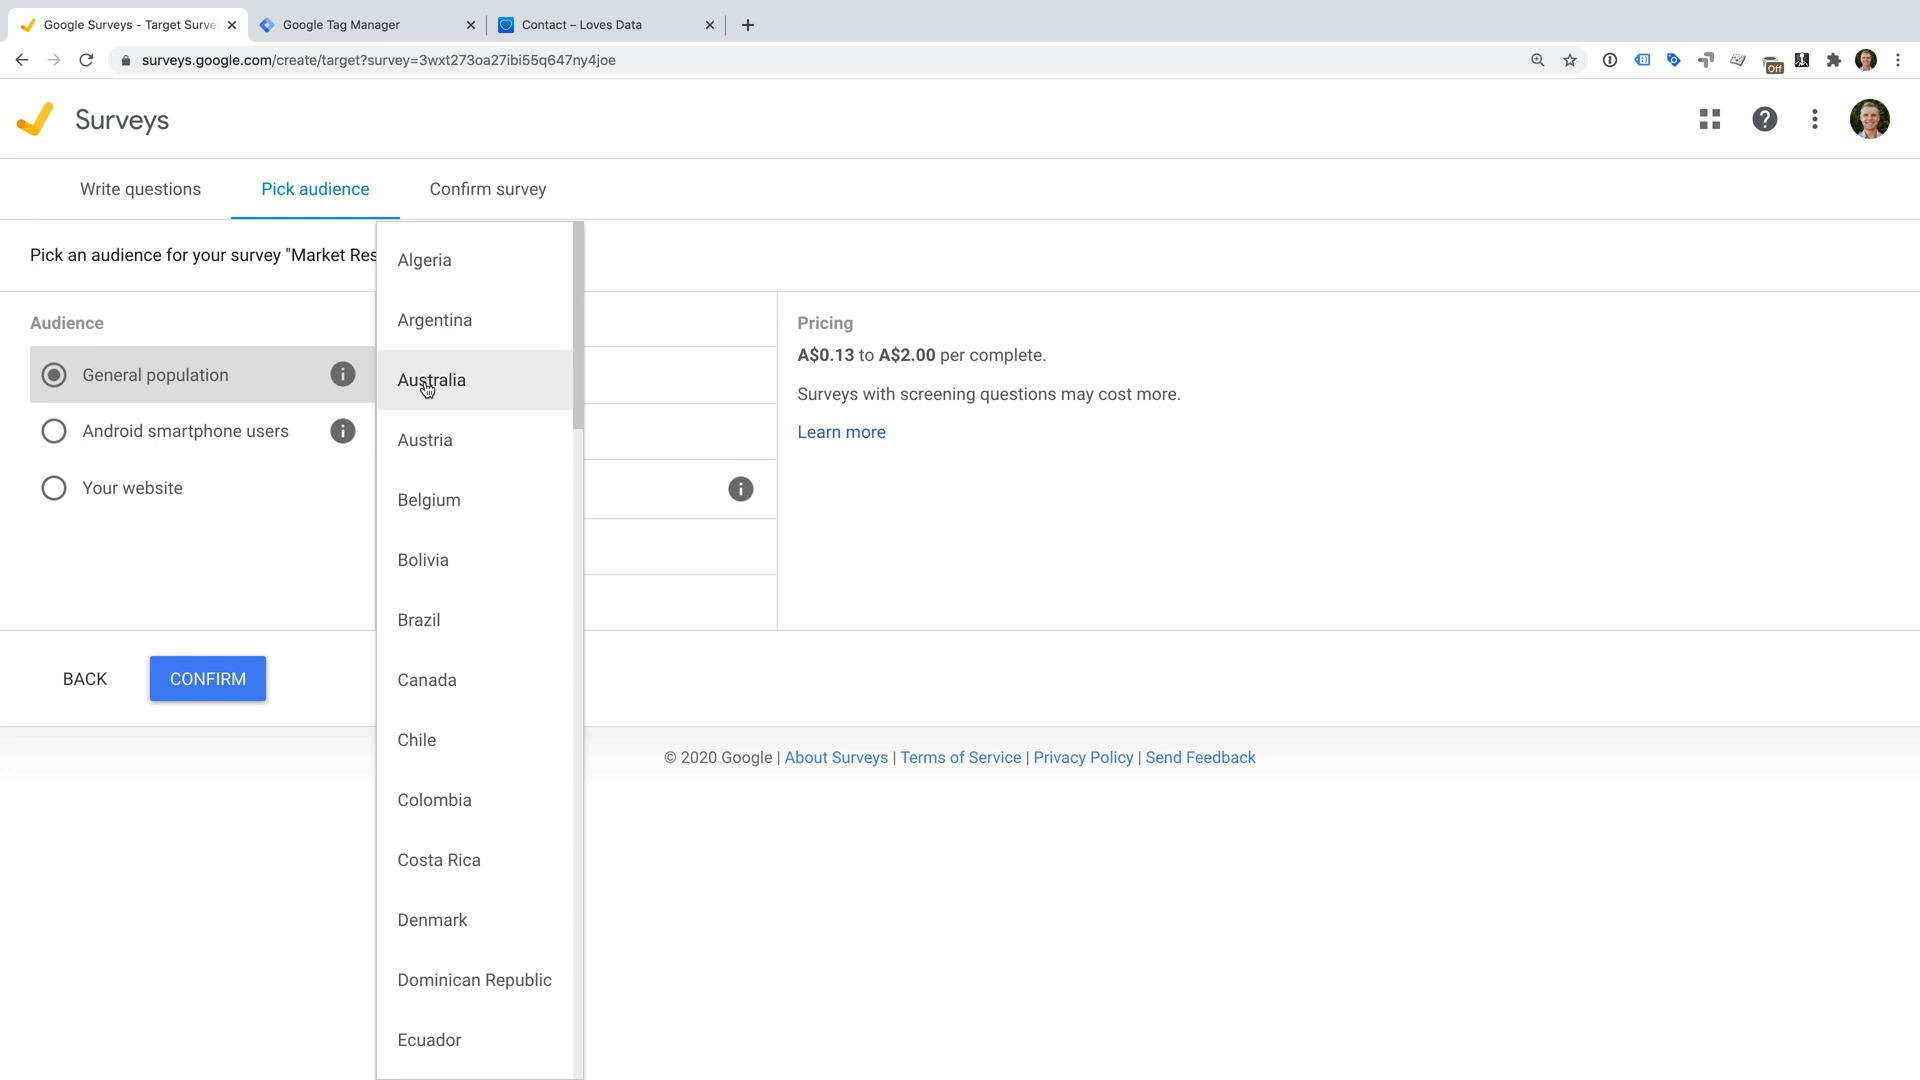 Google Surveys - Target Surve
Google Tag Manager
Contact – Loves Data
surveys.google.com/create/target?survey=3wxt273oa27ibi55q647ny4joe
Off
Surveys
Write questions
Pick audience
Confirm survey
Pick an audience for your survey "Market Res
Audience
General population
Android smartphone users
Your website
Algeria
Argentina
Australia
Austria
Belgium
Bolivia
Brazil
Canada
Chile
Colombia
Costa Rica
Denmark
Dominican Republic
Ecuador
Pricing
A$0.13 to A$2.00 per complete.
Surveys with screening questions may cost more.
Learn more
BACK
CONFIRM
© 2020 Google | About Surveys | Terms of Service | Privacy Policy | Send Feedback